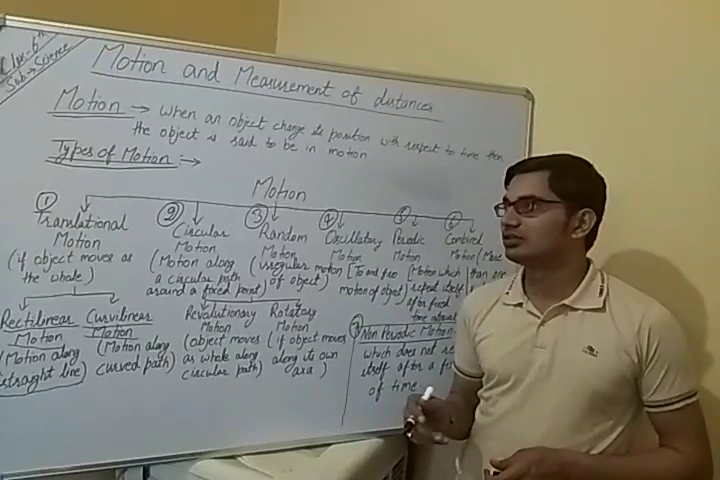 Class-6th
Sub→Science
Motion and Measurement of distances
Motion → When an object change its position with respect to time then
the object is said to be in motion
Types of Motion :→
Motion
① Translational
Motion
(if object moves as
the whole)
② Circular
Motion
(Motion along
a circular path
around a fixed point)
③ Random
Motion
(irregular motion
of object)
④ Oscillatory
Motion
[To and fro
motion of object)
⑤ Periodic
Motion
(Motion which
repeat itself
after fixed
time interval
⑥ Combined
Motion (More
than one
Rectilinear
Motion
(Motion along
straight line)
Curvilinear
Motion
(Motion along
curved path)
Revolutionary
Motion
(object moves
as whole along
circular path)
Rotatory
Motion
(if object moves
along its own
axis)
⑦ Non Periodic Motion
which does not
itself after a
of time